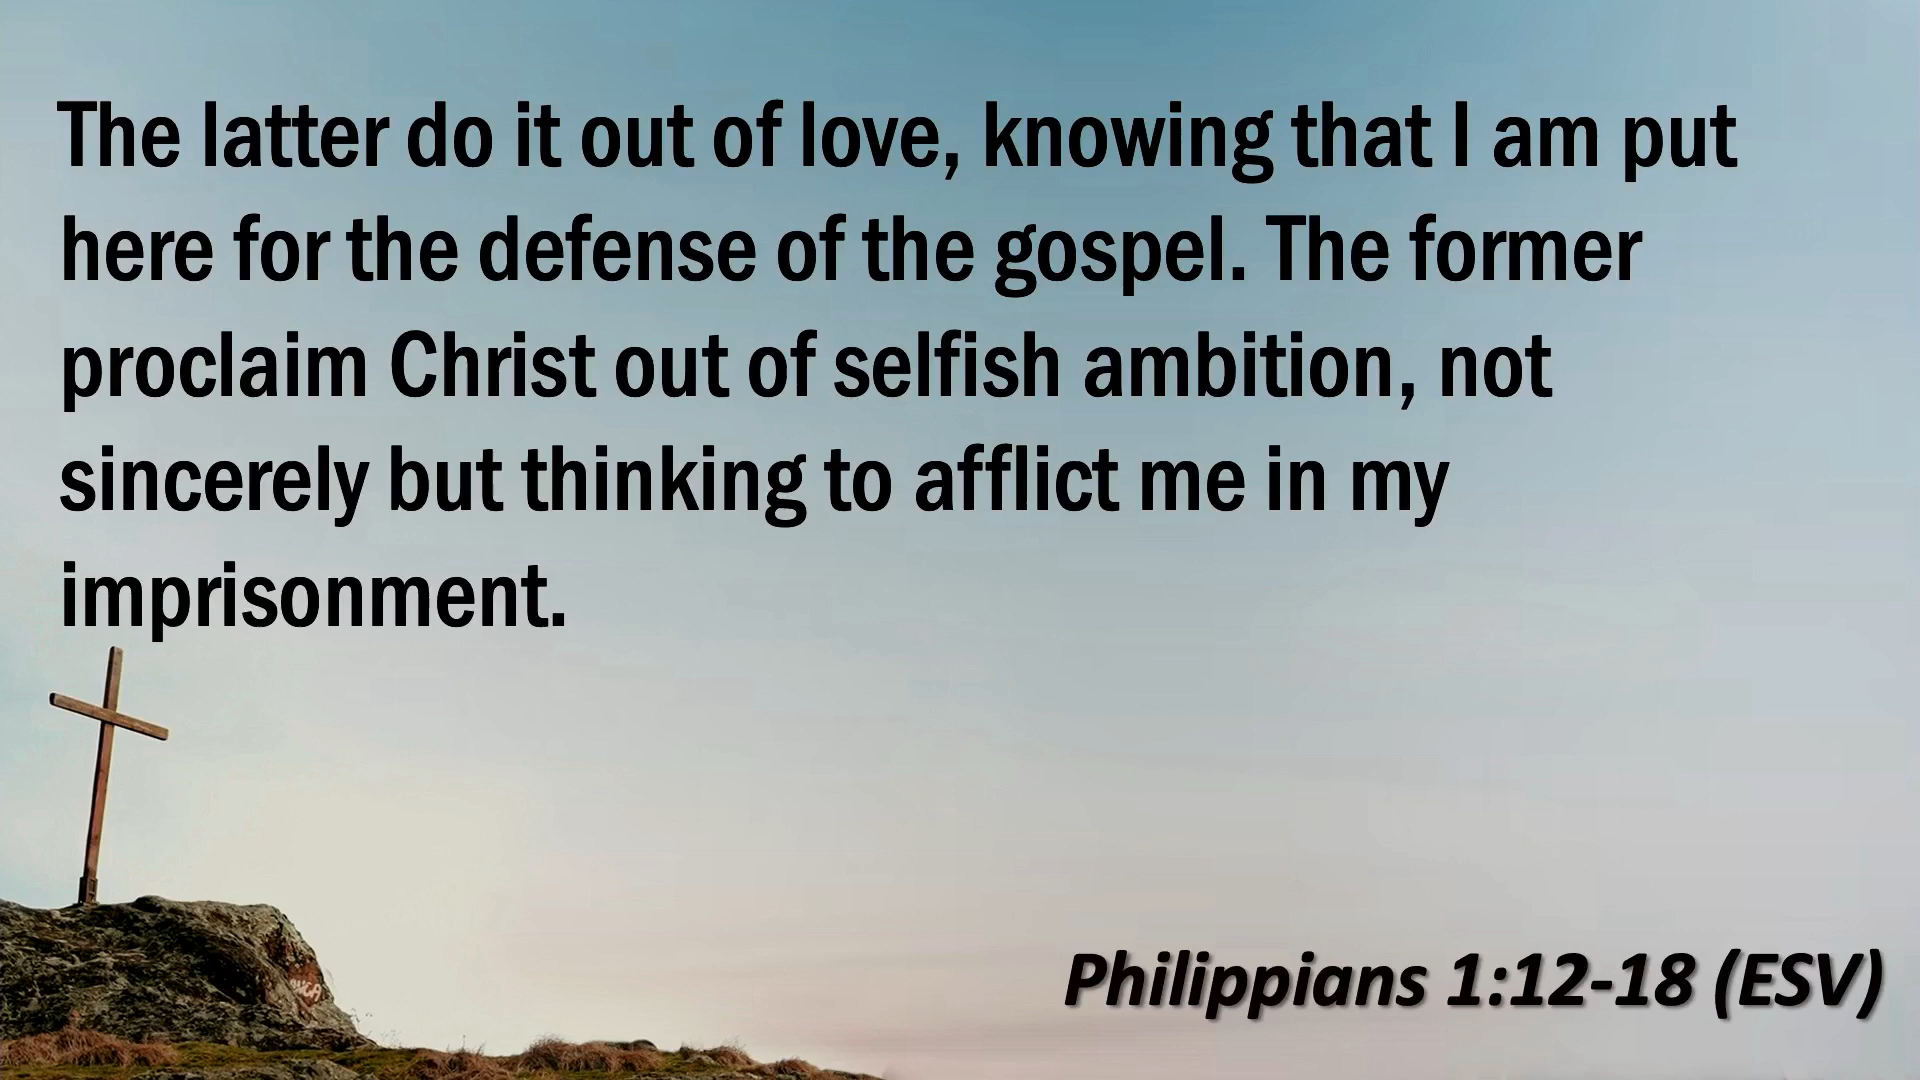 The latter do it out of love, knowing that I am put
here for the defense of the gospel. The former
proclaim Christ out of selfish ambition, not
sincerely but thinking to afflict me in my
imprisonment.
Philippians 1:12-18 (ESV)